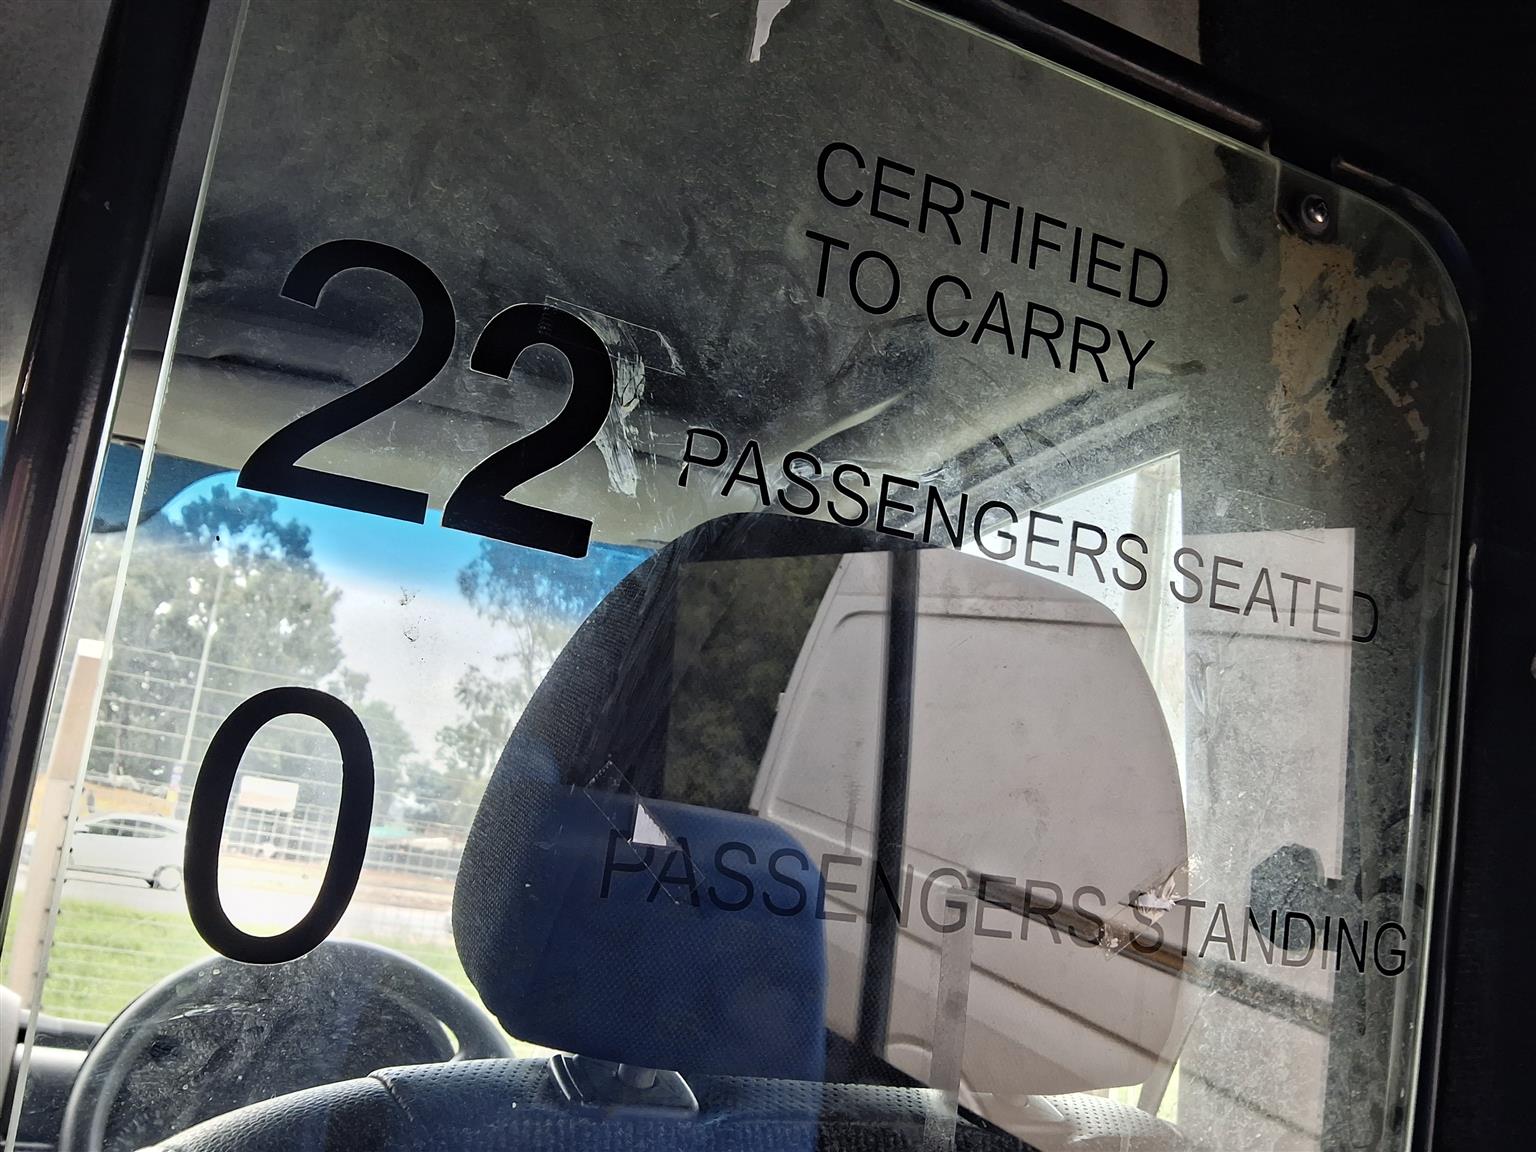 CERTIFIED
TO CARRY
22 PASSENGERS SEATED
0 PASSENGERS STANDING